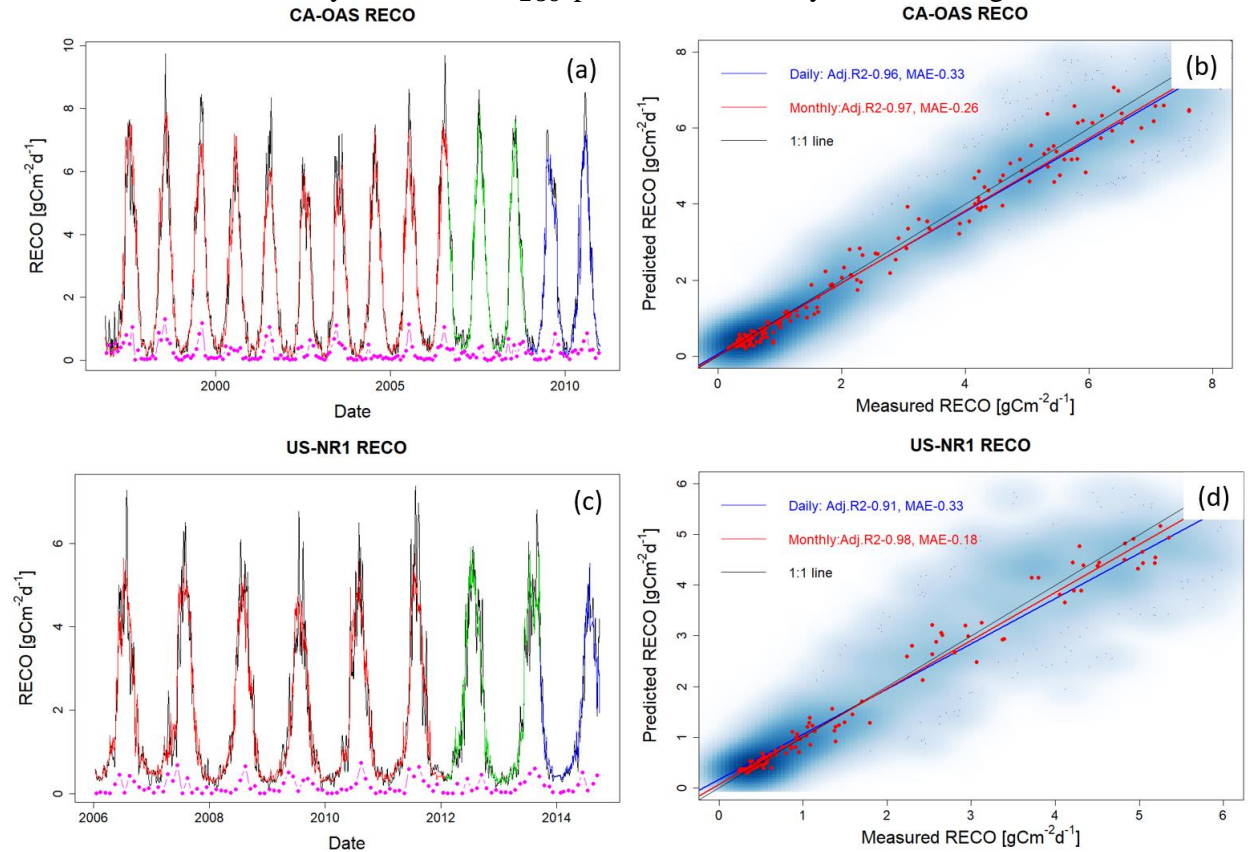 CA-OAS RECO
(a)
RECO [gCm-2d-1]
10
8
6
4
2
0
2000 2005 2010
Date
CA-OAS RECO
(b)
Daily: Adj.R2-0.96, MAE-0.33
Monthly:Adj.R2-0.97, MAE-0.26
1:1 line
Predicted RECO [gCm-2d-1]
8
6
4
2
0
0 2 4 6 8
Measured RECO [gCm-2d-1]
US-NR1 RECO
(c)
RECO [gCm-2d-1]
6
4
2
0
2006 2008 2010 2012 2014
Date
US-NR1 RECO
(d)
Daily: Adj.R2-0.91, MAE-0.33
Monthly:Adj.R2-0.98, MAE-0.18
1:1 line
Predicted RECO [gCm-2d-1]
6
5
4
3
2
1
0
0 1 2 3 4 5 6
Measured RECO [gCm-2d-1]